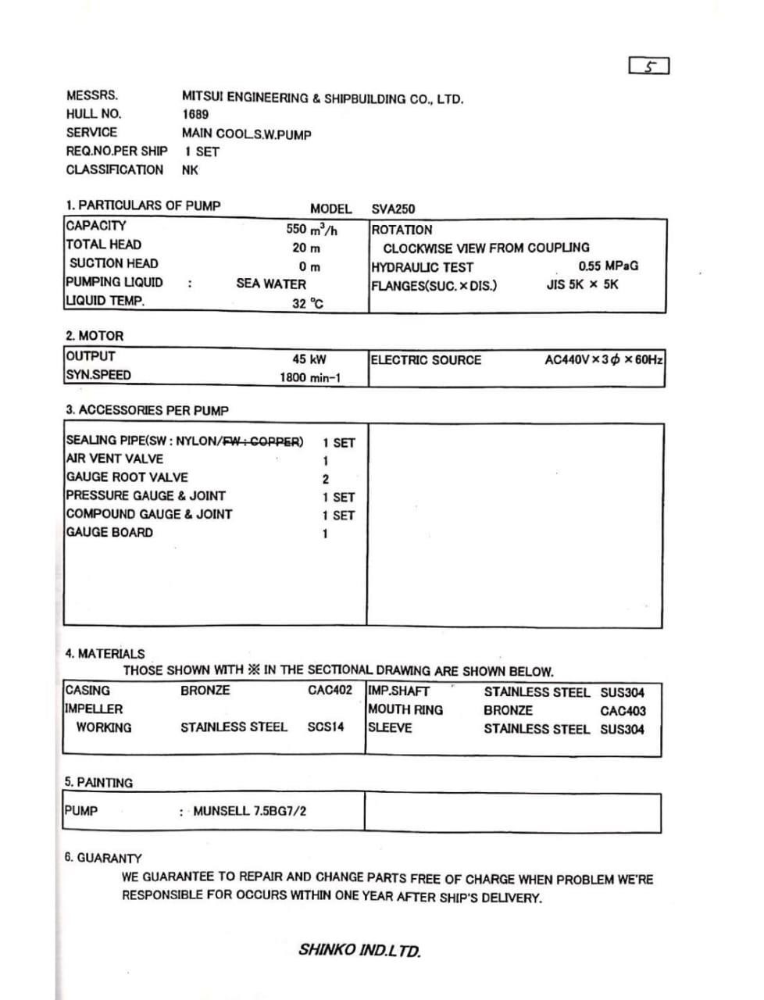 5
MESSRS. MITSUI ENGINEERING & SHIPBUILDING CO., LTD.
HULL NO. 1689
SERVICE MAIN COOL.S.W.PUMP
REQ.NO.PER SHIP 1 SET
CLASSIFICATION NK
1. PARTICULARS OF PUMP MODEL SVA250
CAPACITY 550 m³/h ROTATION
TOTAL HEAD 20 m CLOCKWISE VIEW FROM COUPLING
SUCTION HEAD 0 m HYDRAULIC TEST 0.55 MPaG
PUMPING LIQUID : SEA WATER FLANGES(SUC.×DIS.) JIS 5K × 5K
LIQUID TEMP. 32 ℃
2. MOTOR
OUTPUT 45 kW ELECTRIC SOURCE AC440V×3ϕ×60Hz
SYN.SPEED 1800 min-1
3. ACCESSORIES PER PUMP
SEALING PIPE(SW : NYLON/FW : COPPER) 1 SET
AIR VENT VALVE 1
GAUGE ROOT VALVE 2
PRESSURE GAUGE & JOINT 1 SET
COMPOUND GAUGE & JOINT 1 SET
GAUGE BOARD 1
4. MATERIALS
THOSE SHOWN WITH ※ IN THE SECTIONAL DRAWING ARE SHOWN BELOW.
CASING BRONZE CAC402 IMP.SHAFT STAINLESS STEEL SUS304
IMPELLER MOUTH RING BRONZE CAC403
WORKING STAINLESS STEEL SCS14 SLEEVE STAINLESS STEEL SUS304
5. PAINTING
PUMP : MUNSELL 7.5BG7/2
6. GUARANTY
WE GUARANTEE TO REPAIR AND CHANGE PARTS FREE OF CHARGE WHEN PROBLEM WE'RE
RESPONSIBLE FOR OCCURS WITHIN ONE YEAR AFTER SHIP'S DELIVERY.
SHINKO IND.LTD.